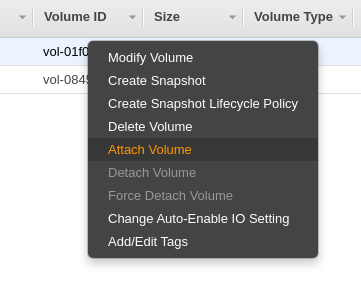 Volume ID Size Volume Type
vol-01f0
Modify Volume
vol-084
Create Snapshot
Create Snapshot Lifecycle Policy
Delete Volume
Attach Volume
Detach Volume
Force Detach Volume
Change Auto-Enable IO Setting
Add/Edit Tags